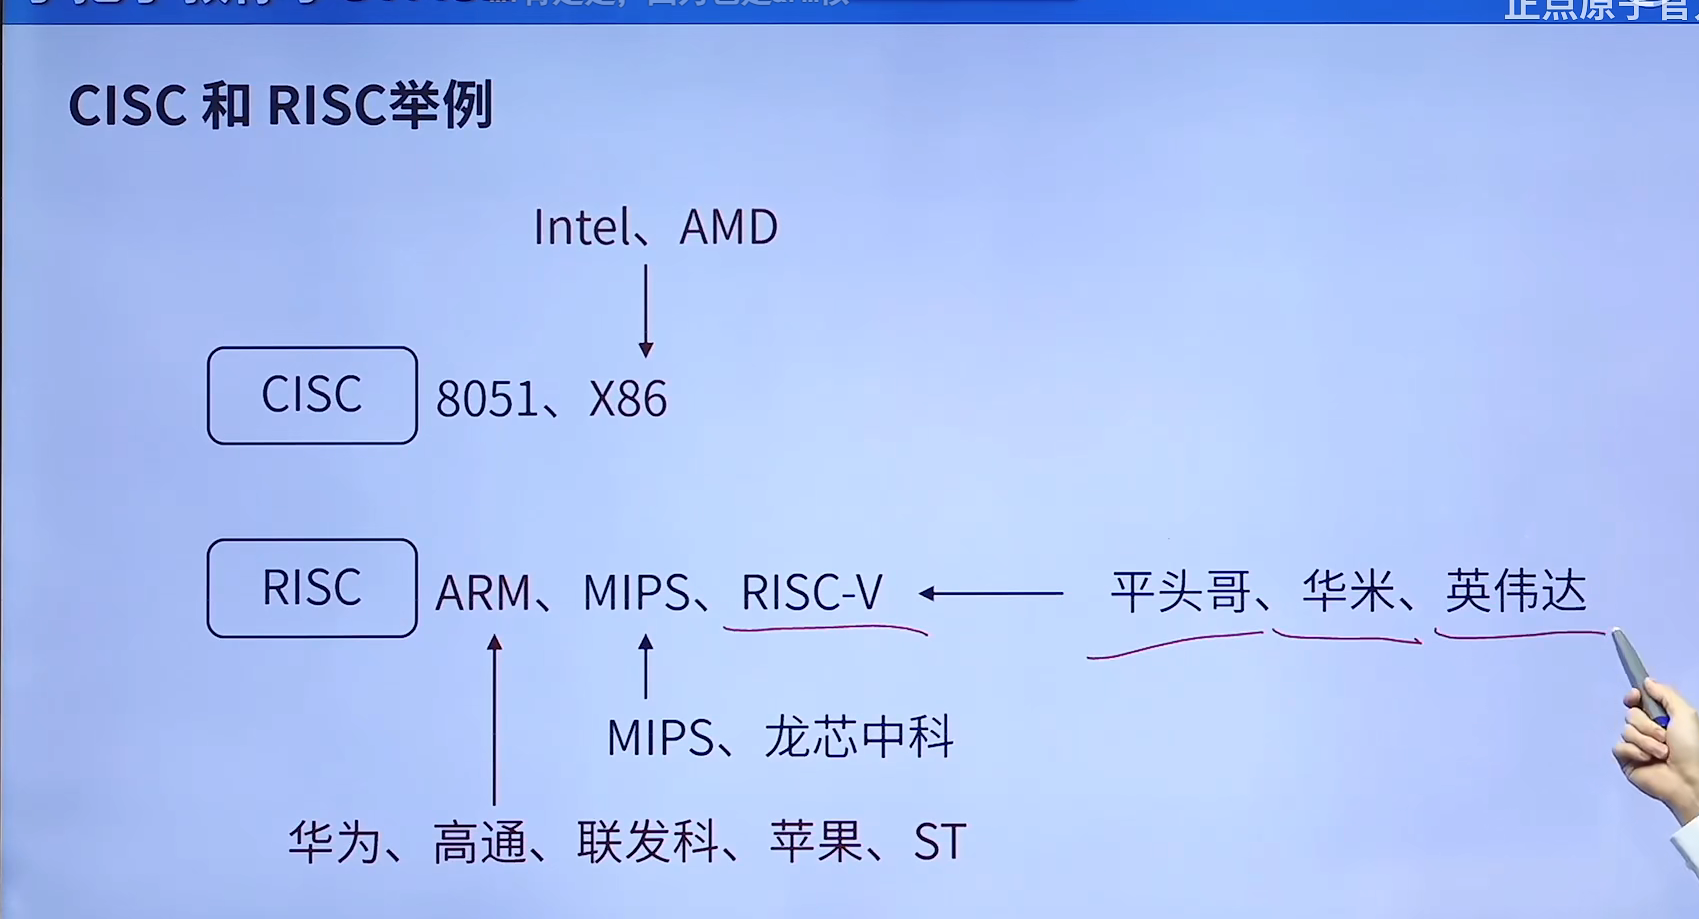 正点原子官
CISC 和 RISC举例
Intel、AMD
CISC
8051、X86
RISC
ARM、MIPS、RISC-V
平头哥、华米、英伟达
MIPS、龙芯中科
华为、高通、联发科、苹果、ST